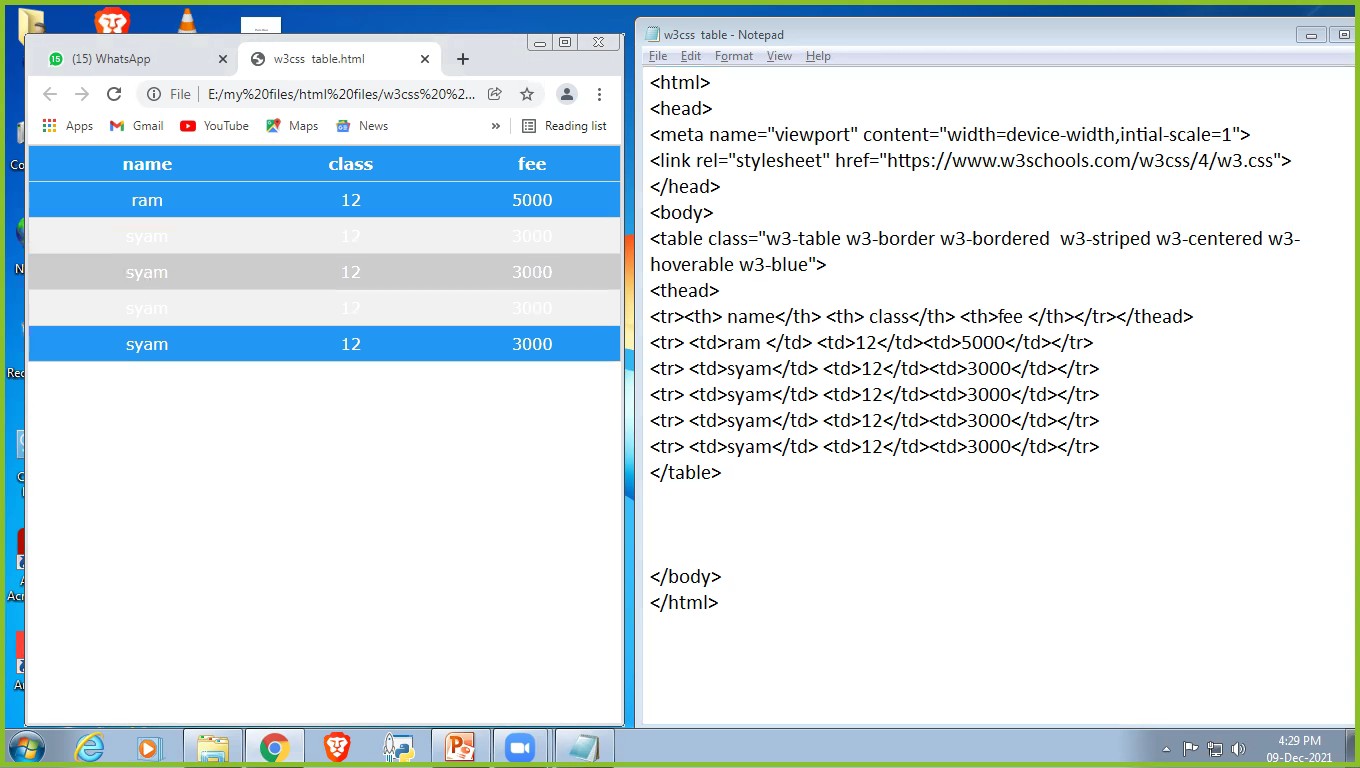 (15) WhatsApp
w3css table.html
File
E:/my%20files/html%20files/w3css%20%2...
Apps
Gmail
YouTube
Maps
News
»
Reading list
name class fee
ram 12 5000
syam 12 3000
syam 12 3000
syam 12 3000
syam 12 3000
w3css table - Notepad
File Edit Format View Help
<html>
<head>
<meta name="viewport" content="width=device-width,intial-scale=1">
<link rel="stylesheet" href="https://www.w3schools.com/w3css/4/w3.css">
</head>
<body>
<table class="w3-table w3-border w3-bordered  w3-striped w3-centered w3-
hoverable w3-blue">
<thead>
<tr><th> name</th> <th> class</th> <th>fee </th></tr></thead>
<tr> <td>ram </td> <td>12</td><td>5000</td></tr>
<tr> <td>syam</td> <td>12</td><td>3000</td></tr>
<tr> <td>syam</td> <td>12</td><td>3000</td></tr>
<tr> <td>syam</td> <td>12</td><td>3000</td></tr>
<tr> <td>syam</td> <td>12</td><td>3000</td></tr>
</table>
</body>
</html>
4:29 PM
09-Dec-2021